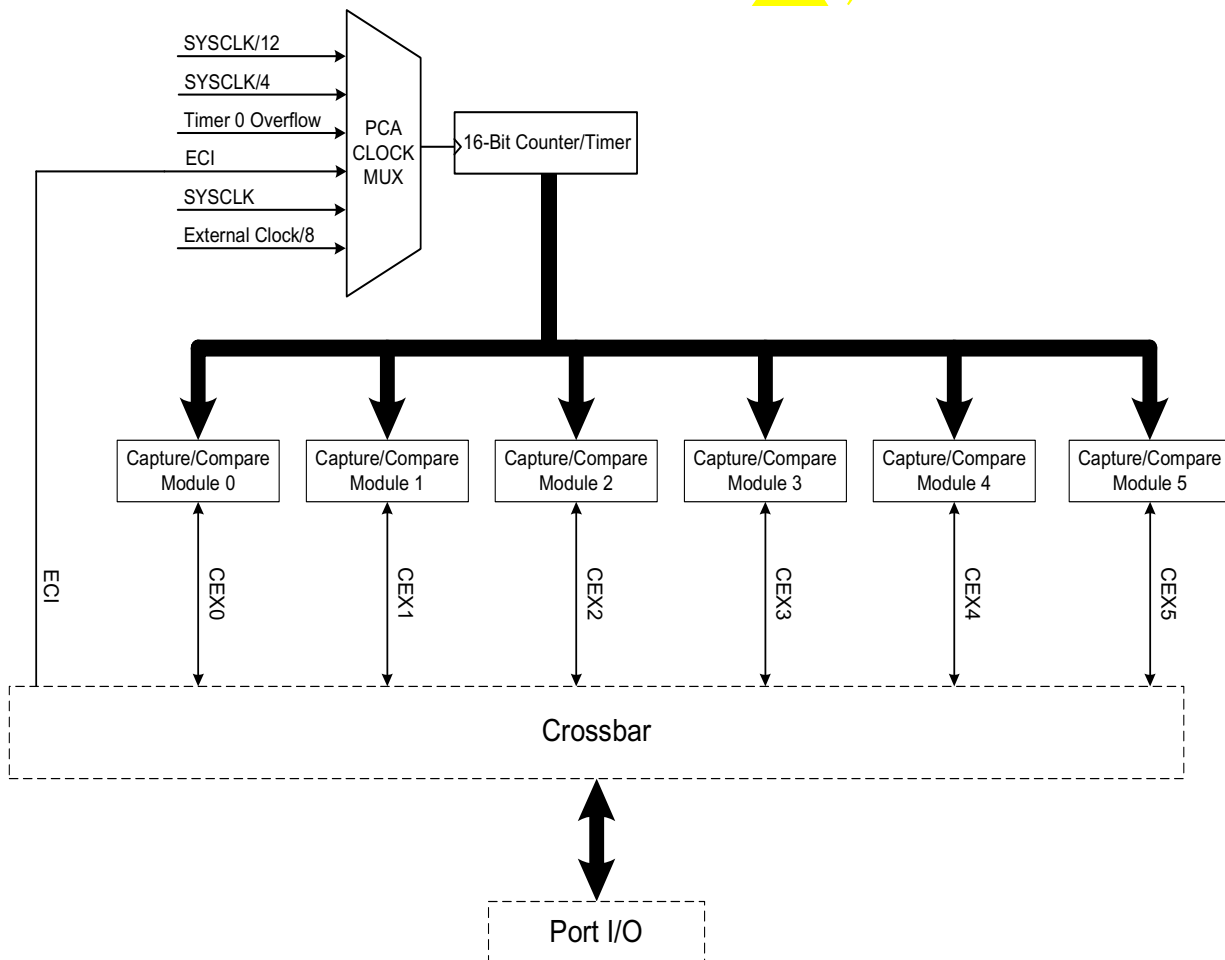 SYSCLK/12
SYSCLK/4
Timer 0 Overflow
ECI
SYSCLK
External Clock/8
PCA
CLOCK
MUX
16-Bit Counter/Timer
Capture/Compare
Module 0
Capture/Compare
Module 1
Capture/Compare
Module 2
Capture/Compare
Module 3
Capture/Compare
Module 4
Capture/Compare
Module 5
ECI
CEX0
CEX1
CEX2
CEX3
CEX4
CEX5
Crossbar
Port I/O